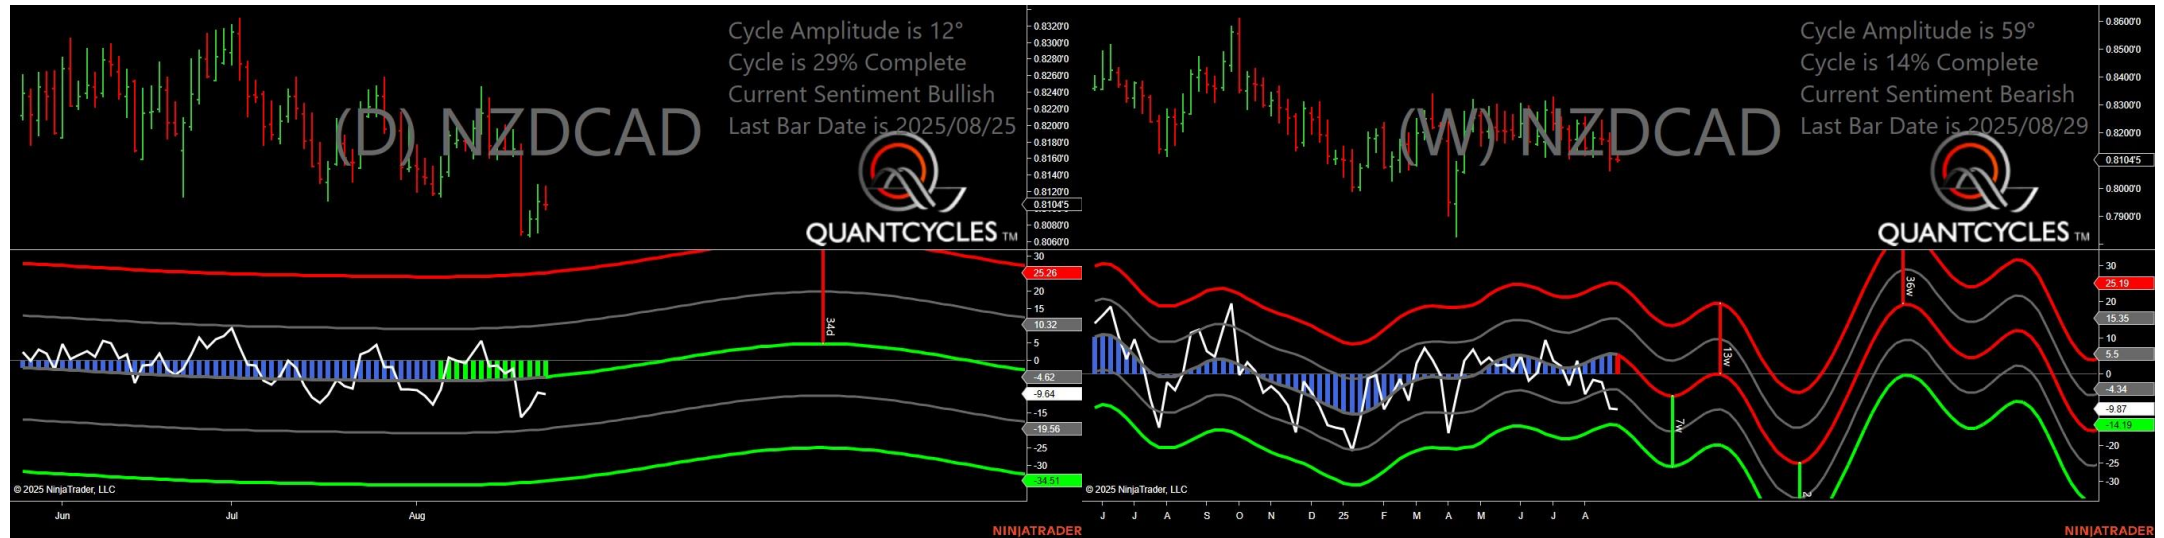 Cycle Amplitude is 12°
Cycle is 29% Complete
Current Sentiment Bullish
Last Bar Date is 2025/08/25
(D) NZDCAD
QUANTCYCLES TM
0.8320'0
0.8300'0
0.8280'0
0.8260'0
0.8240'0
0.8220'0
0.8200'0
0.8180'0
0.8160'0
0.8140'0
0.8120'0
0.8104'5
0.8080'0
0.8060'0
34d
30
25.26
20
15
10.32
5
0
-4.62
-9.64
-15
-19.56
-25
-30
-34.51
© 2025 NinjaTrader, LLC
Jun Jul Aug
NINJATRADER
Cycle Amplitude is 59°
Cycle is 14% Complete
Current Sentiment Bearish
Last Bar Date is 2025/08/29
(W) NZDCAD
QUANTCYCLES TM
0.8600'0
0.8500'0
0.8400'0
0.8300'0
0.8200'0
0.8104'5
0.8000'0
0.7900'0
7w
13w
2
36w
30
25.19
20
15.35
10
5.5
0
-4.34
-9.87
-14.19
-20
-25
-30
© 2025 NinjaTrader, LLC
J J A S O N D 25 F M A M J J A
NINJATRADER